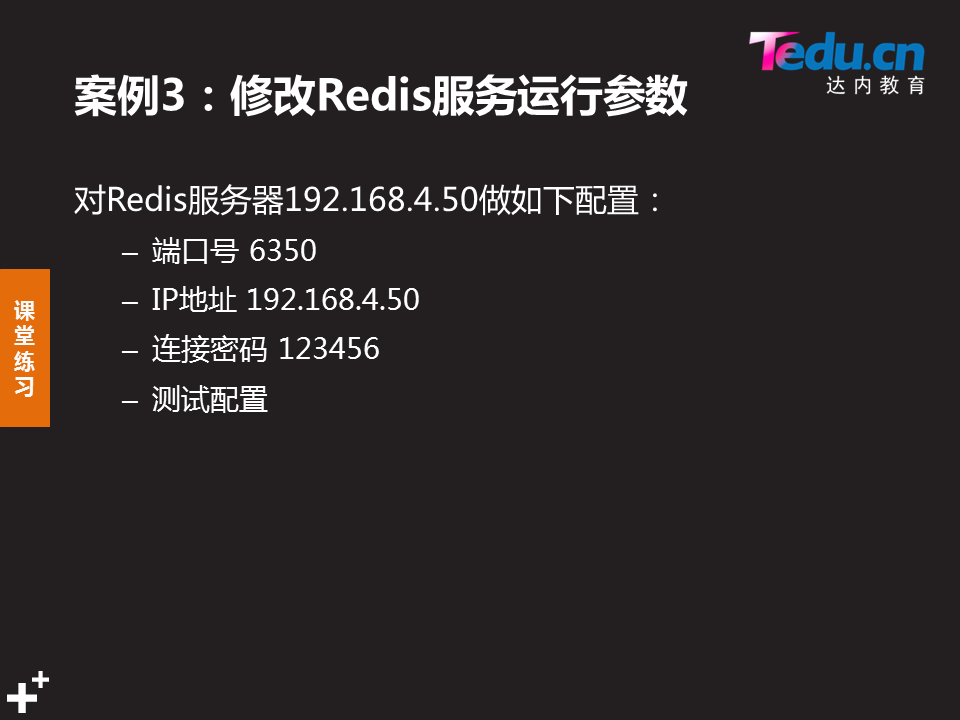 Tedu.cn
达内教育
案例3：修改Redis服务运行参数
对Redis服务器192.168.4.50做如下配置：
– 端口号 6350
– IP地址 192.168.4.50
– 连接密码 123456
– 测试配置
课堂练习